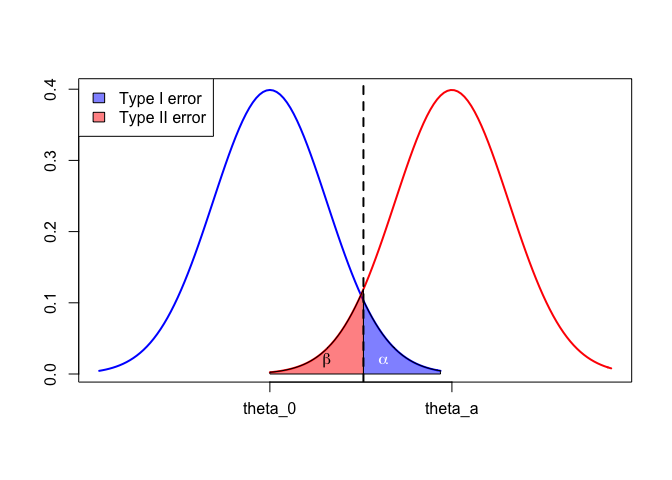 Type I error
Type II error
0.4
0.3
0.2
0.1
0.0
β
α
theta_0
theta_a